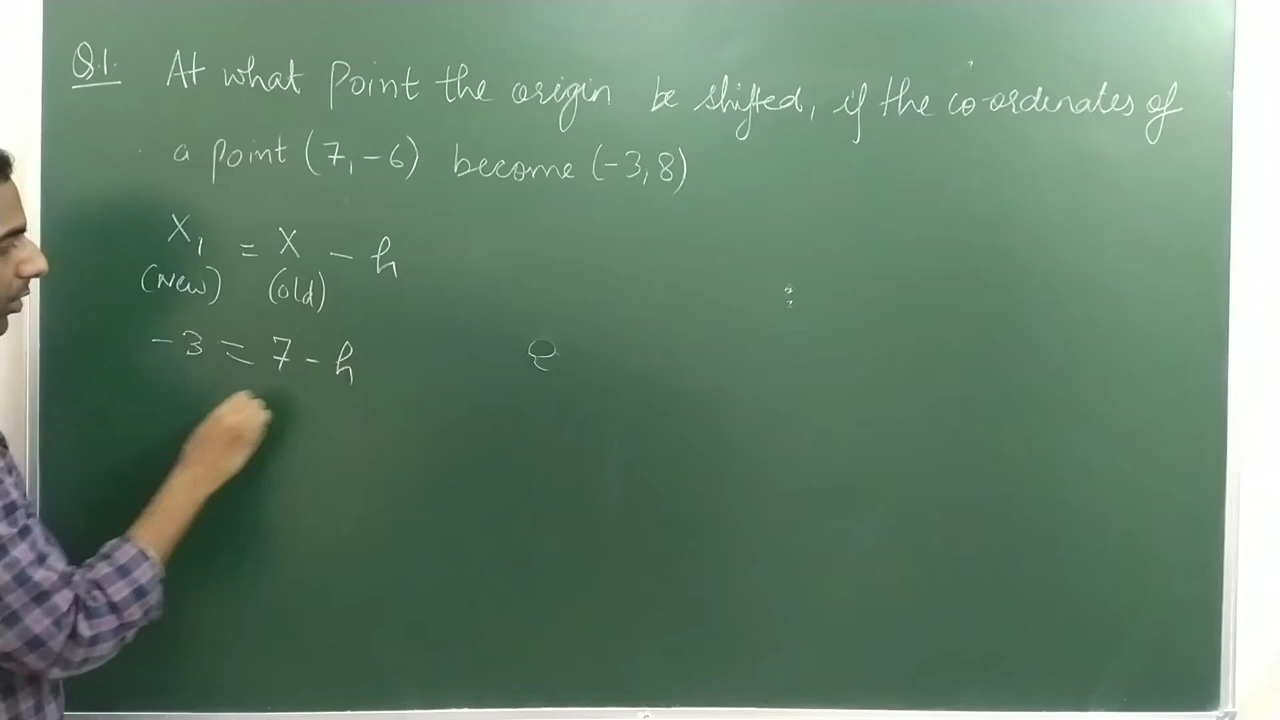 Q.1. At what Point the origin be shifted, if the co-ordinates of
a point (7, -6) become (-3, 8)
X₁ = X - h
(New) (old)
-3 = 7 - h